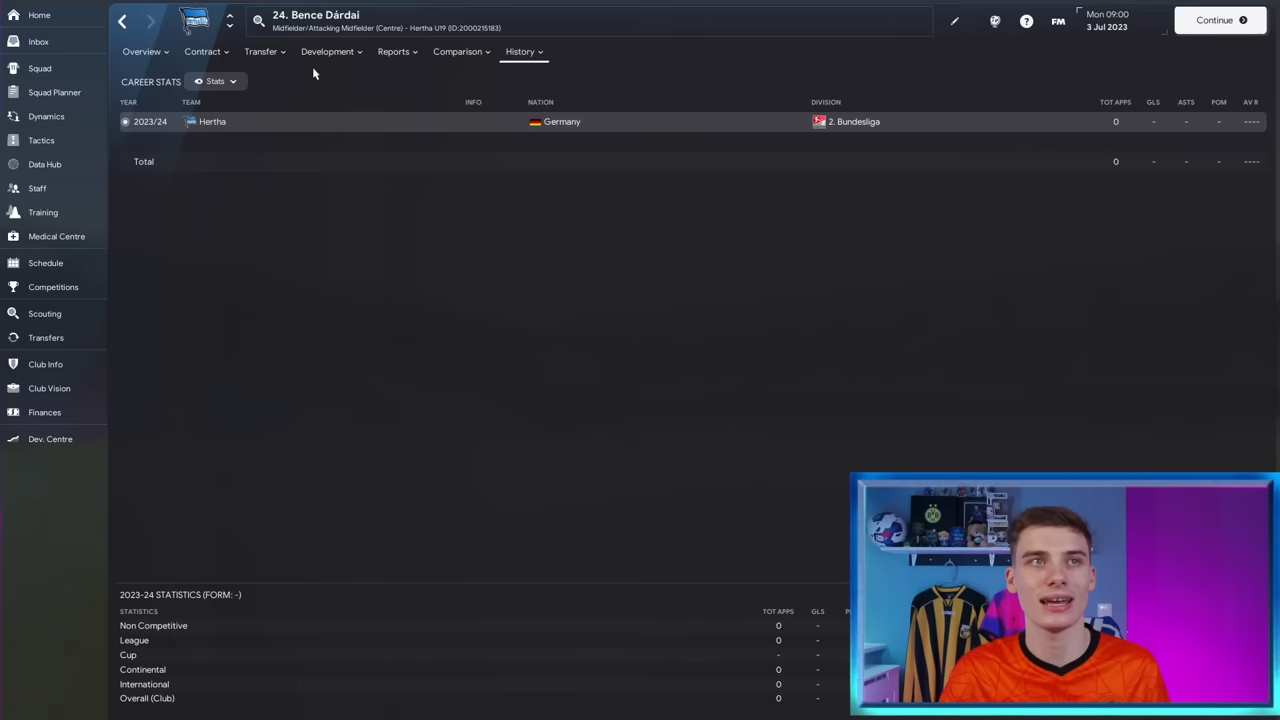 24. Bence Dárdai
Midfielder/Attacking Midfielder (Centre) - Hertha U19 (ID:2000215183)
FM
Mon 09:00
3 Jul 2023
Continue
Home
Inbox
Squad
Squad Planner
Dynamics
Tactics
Data Hub
Staff
Training
Medical Centre
Schedule
Competitions
Scouting
Transfers
Club Info
Club Vision
Finances
Dev. Centre
Overview Contract Transfer Development Reports Comparison History
CAREER STATS Stats
YEAR TEAM INFO NATION DIVISION TOT APPS GLS ASTS POM AV R
2023/24 Hertha Germany 2. Bundesliga 0 - - - ----
Total 0 - - - ----
2023-24 STATISTICS (FORM: -)
STATISTICS TOT APPS GLS
Non Competitive 0 -
League 0 -
Cup - -
Continental 0 -
International 0 -
Overall (Club) 0 -
BVB